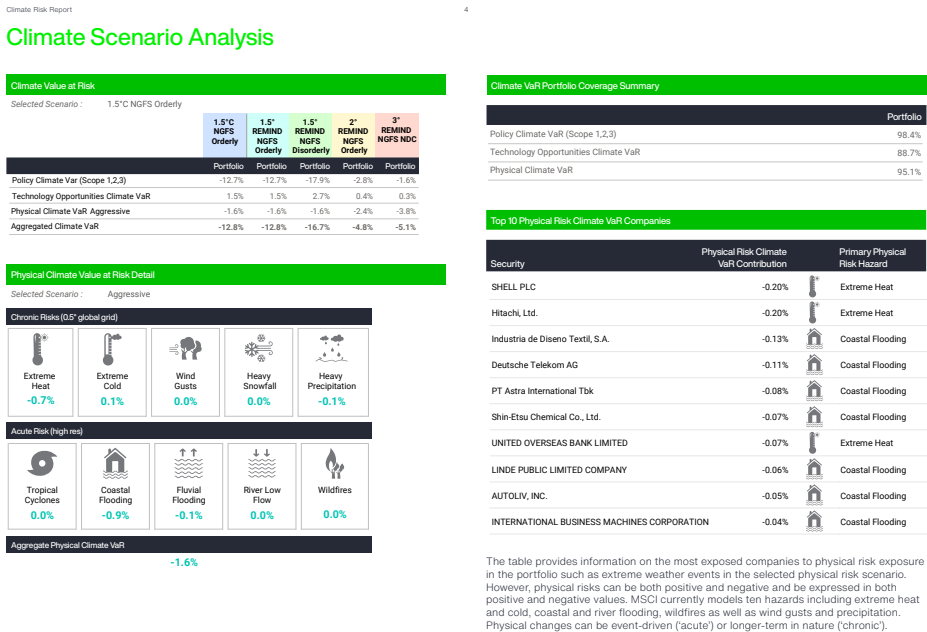 Climate Risk Report
4
Climate Scenario Analysis
Climate Value at Risk
Selected Scenario : 1.5°C NGFS Orderly
1.5°C NGFS Orderly
1.5° REMIND NGFS Orderly
1.5° REMIND NGFS Disorderly
2° REMIND NGFS Orderly
3° REMIND NGFS NDC
Portfolio Portfolio Portfolio Portfolio Portfolio
Policy Climate Var (Scope 1,2,3) -12.7% -12.7% -17.9% -2.8% -1.6%
Technology Opportunities Climate VaR 1.5% 1.5% 2.7% 0.4% 0.3%
Physical Climate VaR Aggressive -1.6% -1.6% -1.6% -2.4% -3.8%
Aggregated Climate VaR -12.8% -12.8% -16.7% -4.8% -5.1%
Physical Climate Value at Risk Detail
Selected Scenario : Aggressive
Chronic Risks (0.5° global grid)
Extreme Heat -0.7%
Extreme Cold 0.1%
Wind Gusts 0.0%
Heavy Snowfall 0.0%
Heavy Precipitation -0.1%
Acute Risk (high res)
Tropical Cyclones 0.0%
Coastal Flooding -0.9%
Fluvial Flooding -0.1%
River Low Flow 0.0%
Wildfires 0.0%
Aggregate Physical Climate VaR
-1.6%
Climate VaR Portfolio Coverage Summary
Portfolio
Policy Climate VaR (Scope 1,2,3) 98.4%
Technology Opportunities Climate VaR 88.7%
Physical Climate VaR 95.1%
Top 10 Physical Risk Climate VaR Companies
Security Physical Risk Climate VaR Contribution Primary Physical Risk Hazard
SHELL PLC -0.20% Extreme Heat
Hitachi, Ltd. -0.20% Extreme Heat
Industria de Diseno Textil, S.A. -0.13% Coastal Flooding
Deutsche Telekom AG -0.11% Coastal Flooding
PT Astra International Tbk -0.08% Coastal Flooding
Shin-Etsu Chemical Co., Ltd. -0.07% Coastal Flooding
UNITED OVERSEAS BANK LIMITED -0.07% Extreme Heat
LINDE PUBLIC LIMITED COMPANY -0.06% Coastal Flooding
AUTOLIV, INC. -0.05% Coastal Flooding
INTERNATIONAL BUSINESS MACHINES CORPORATION -0.04% Coastal Flooding
The table provides information on the most exposed companies to physical risk exposure
in the portfolio such as extreme weather events in the selected physical risk scenario.
However, physical risks can be both positive and negative and be expressed in both
positive and negative values. MSCI currently models ten hazards including extreme heat
and cold, coastal and river flooding, wildfires as well as wind gusts and precipitation.
Physical changes can be event-driven (‘acute’) or longer-term in nature (‘chronic’).